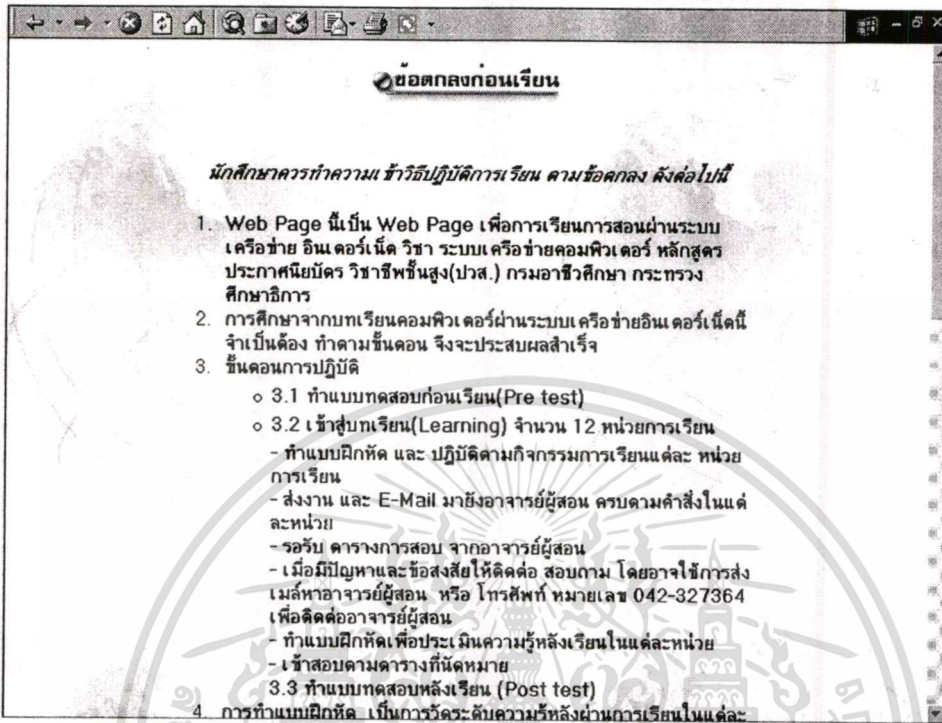 ข้อตกลงก่อนเรียน
นักศึกษาควรทำความเข้าวิธีปฏิบัติการเรียน ตามข้อตกลง ดังต่อไปนี้
1. Web Page นี้เป็น Web Page เพื่อการเรียนการสอนผ่านระบบ
เครือข่าย อินเตอร์เน็ต วิชา ระบบเครือข่ายคอมพิวเตอร์ หลักสูตร
ประกาศนียบัตร วิชาชีพชั้นสูง(ปวส.) กรมอาชีวศึกษา กระทรวง
ศึกษาธิการ
2. การศึกษาจากบทเรียนคอมพิวเตอร์ผ่านระบบเครือข่ายอินเตอร์เน็ตนี้
จำเป็นต้อง ทำตามขั้นตอน จึงจะประสบผลสำเร็จ
3. ขั้นตอนการปฏิบัติ
3.1 ทำแบบทดสอบก่อนเรียน(Pre test)
3.2 เข้าสู่บทเรียน(Learning) จำนวน 12 หน่วยการเรียน
- ทำแบบฝึกหัด และ ปฏิบัติตามกิจกรรมการเรียนแต่ละ หน่วย
การเรียน
- ส่งงาน และ E-Mail มายังอาจารย์ผู้สอน ครบตามคำสั่งในแต่
ละหน่วย
- รอรับ ตารางการสอบ จากอาจารย์ผู้สอน
- เมื่อมีปัญหาและข้อสงสัยให้ติดต่อ สอบถาม โดยอาจใช้การส่ง
เมล์หาอาจารย์ผู้สอน หรือ โทรศัพท์ หมายเลข 042-327364
เพื่อติดต่ออาจารย์ผู้สอน
- ทำแบบฝึกหัดเพื่อประเมินความรู้หลังเรียนในแต่ละหน่วย
- เข้าสอบตามตารางที่นัดหมาย
3.3 ทำแบบทดสอบหลังเรียน (Post test)
4. การทำแบบฝึกหัด เป็นการวัดระดับความรู้หลังผ่านการเรียนในแต่ละ